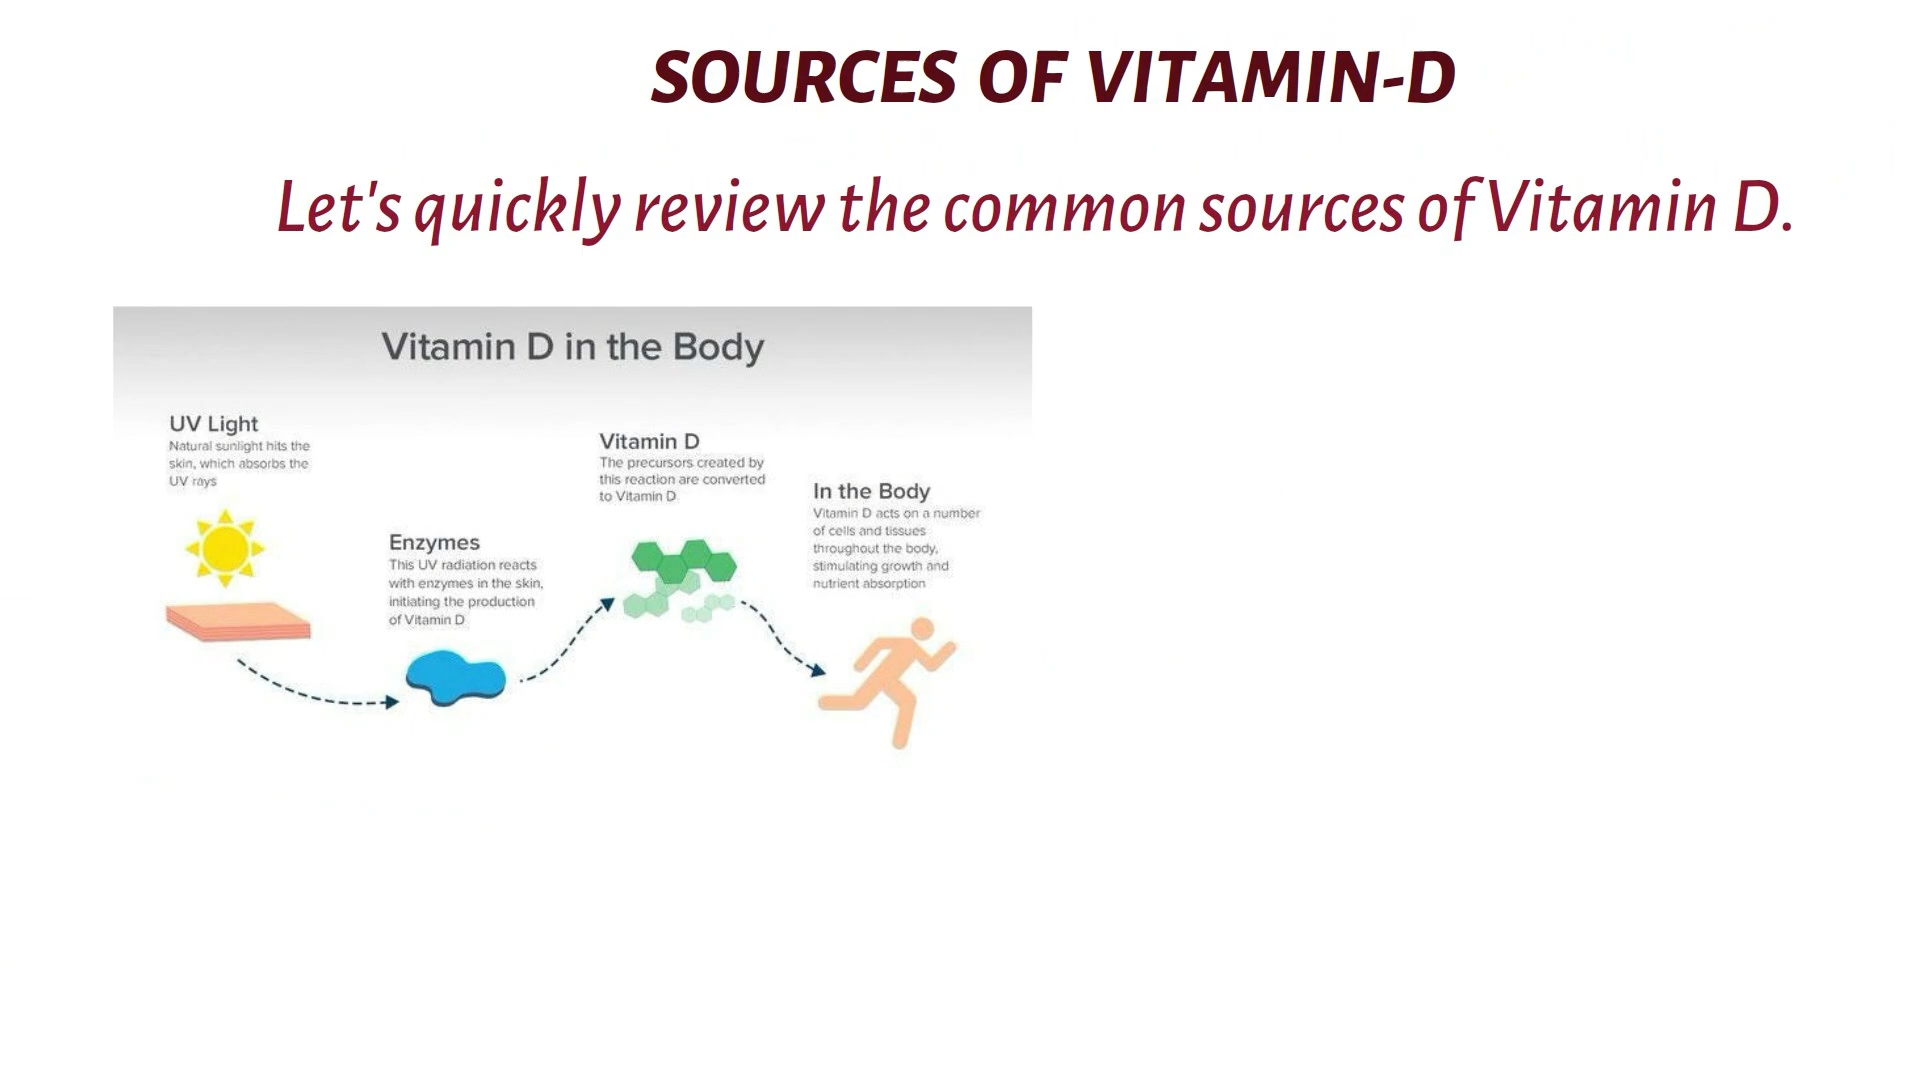 SOURCES OF VITAMIN-D
Let's quickly review the common sources of Vitamin D.
Vitamin D in the Body
UV Light
Natural sunlight hits the
skin, which absorbs the
UV rays
Enzymes
This UV radiation reacts
with enzymes in the skin,
initiating the production
of Vitamin D
Vitamin D
The precursors created by
this reaction are converted
to Vitamin D
In the Body
Vitamin D acts on a number
of cells and tissues
throughout the body,
stimulating growth and
nutrient absorption